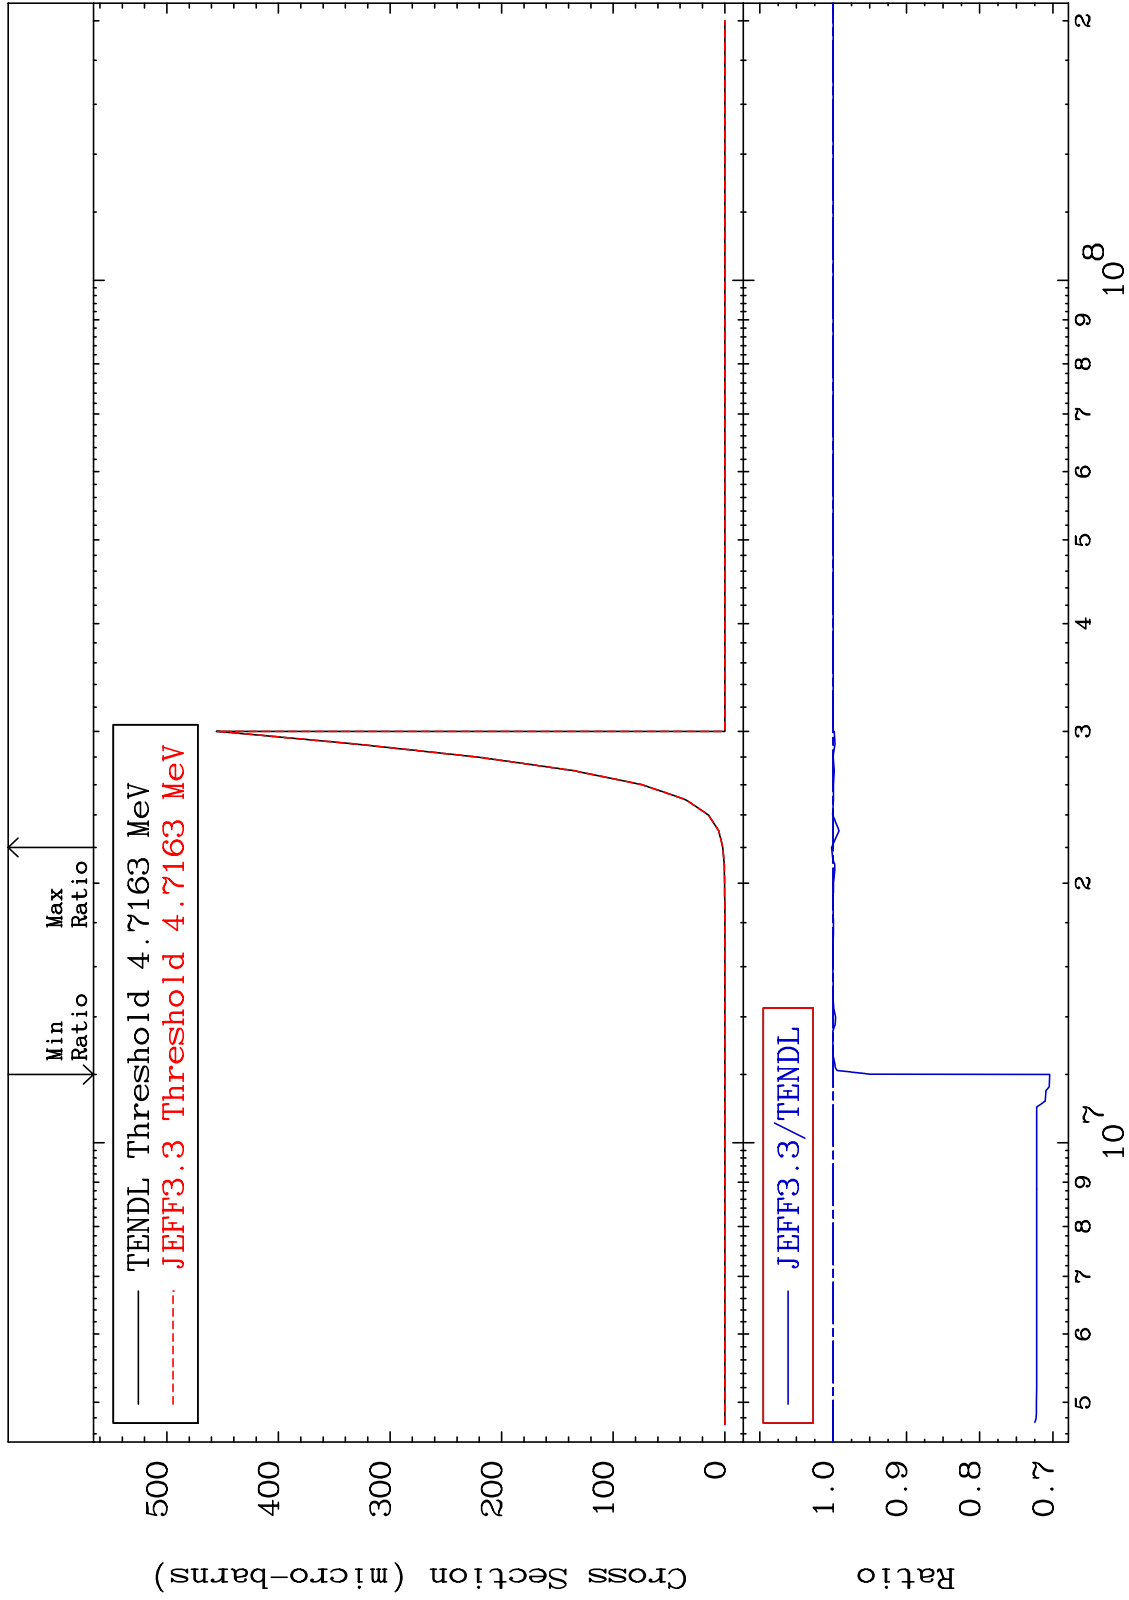 Min
Ratio
Max
Ratio
TENDL Threshold 4.7163 MeV
JEFF3.3 Threshold 4.7163 MeV
Cross Section (micro-barns)
500
400
300
200
100
0
JEFF3.3/TENDL
Ratio
1.0
0.9
0.8
0.7
5 6 7 8 9 10^7 2 3 4 5 6 7 8 9 10^8 2